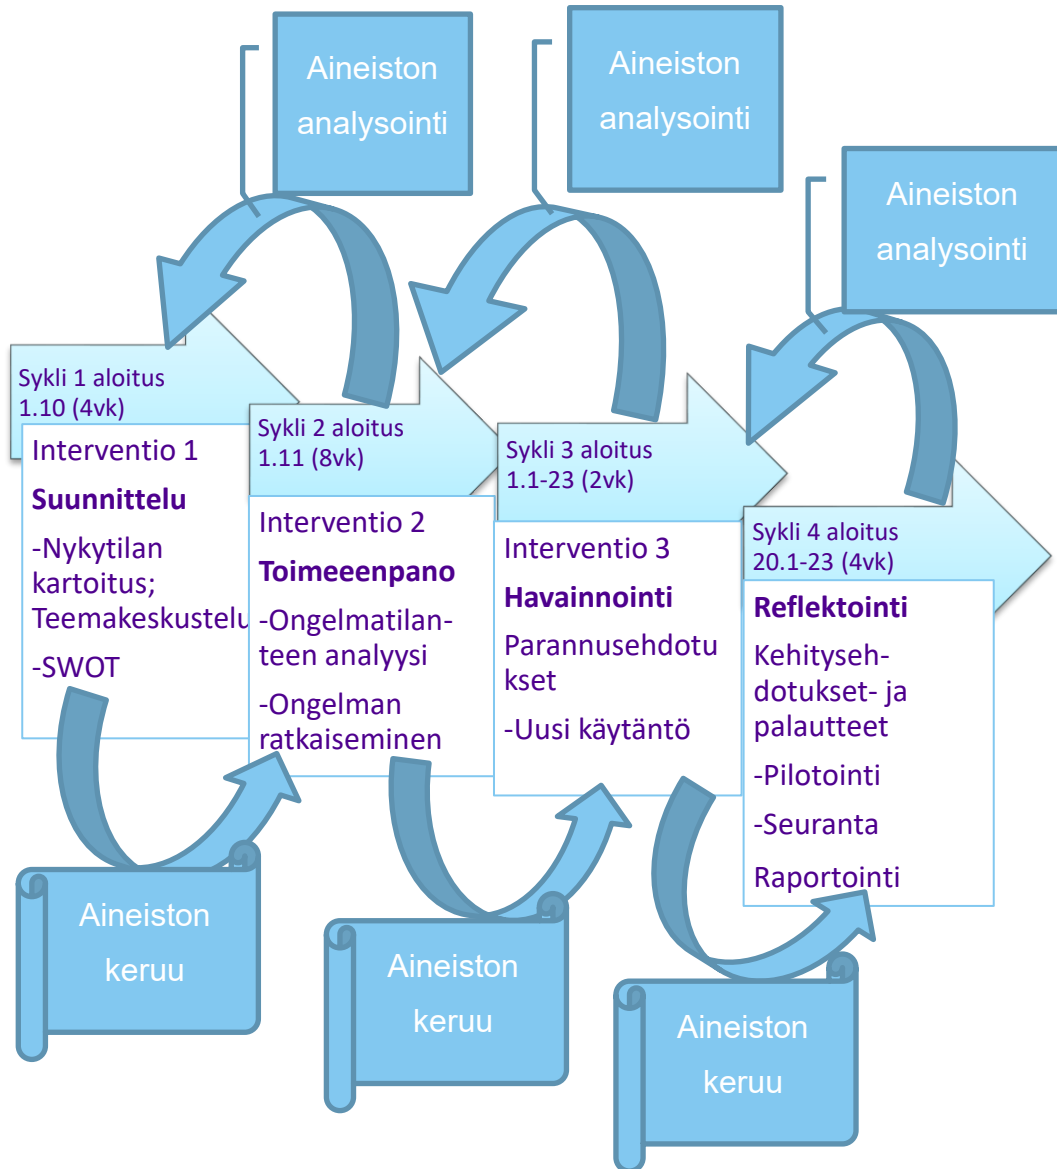 Aineiston
analysointi
Aineiston
analysointi
Aineiston
analysointi
Sykli 1 aloitus
1.10 (4vk)
Interventio 1
Suunnittelu
-Nykytilan
kartoitus;
Teemakeskustelu
-SWOT
Sykli 2 aloitus
1.11 (8vk)
Interventio 2
Toimeeenpano
-Ongelmatilan-
teen analyysi
-Ongelman
ratkaiseminen
Sykli 3 aloitus
1.1-23 (2vk)
Interventio 3
Havainnointi
Parannusehdotu
kset
-Uusi käytäntö
Sykli 4 aloitus
20.1-23 (4vk)
Reflektointi
Kehityseh-
dotukset- ja
palautteet
-Pilotointi
-Seuranta
Raportointi
Aineiston
keruu
Aineiston
keruu
Aineiston
keruu